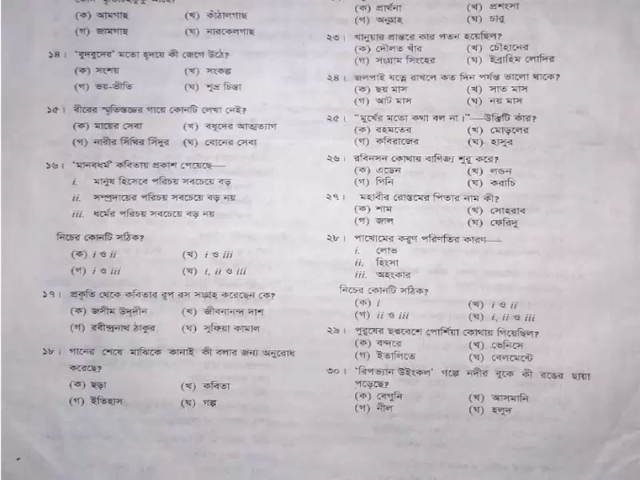 (ক) আমগাছ (খ) কাঁঠালগাছ
(গ) জামগাছ (ঘ) নারকেলগাছ
১৪। ‘বুদবুদের’ মতো হৃদয়ে কী জেগে উঠে?
(ক) সংশয় (খ) সংকল্প
(গ) ভয়-ভীতি (ঘ) শুভ্র চিন্তা
১৫। বীরের স্মৃতিস্তম্ভের গায়ে কোনটি লেখা নেই?
(ক) মায়ের সেবা (খ) বধূদের আত্মত্যাগ
(গ) নারীর সিঁথির সিঁদুর (ঘ) বোনের সেবা
১৬। ‘মানবধর্ম’ কবিতায় প্রকাশ পেয়েছে—
i. মানুষ হিসেবে পরিচয় সবচেয়ে বড়
ii. সম্প্রদায়ের পরিচয় সবচেয়ে বড় নয়
iii. ধর্মের পরিচয় সবচেয়ে বড় নয়
নিচের কোনটি সঠিক?
(ক) i ও ii (খ) i ও iii
(গ) i ও iii (ঘ) i, ii ও iii
১৭। প্রকৃতি থেকে কবিতার রূপ রস সংগ্রহ করেছেন কে?
(ক) জসীম উদ্‌দীন (খ) জীবনানন্দ দাশ
(গ) রবীন্দ্রনাথ ঠাকুর (ঘ) সুফিয়া কামাল
১৮। গানের শেষে মাঝিকে কানাই কী বলার জন্য অনুরোধ
করেছে?
(ক) ছড়া (খ) কবিতা
(গ) ইতিহাস (ঘ) গল্প
(ক) প্রার্থনা (খ) প্রশংসা
(গ) অনুগ্রহ (ঘ) চারু
২৩। খানুয়ার প্রান্তরে কার পতন হয়েছিল?
(ক) দৌলত খাঁর (খ) চৌহানের
(গ) সংগ্রাম সিংহের (ঘ) ইব্রাহিম লোদির
২৪। জলপাই যত্নে রাখলে কত দিন পর্যন্ত ভালো থাকে?
(ক) ছয় মাস (খ) সাত মাস
(গ) আট মাস (ঘ) নয় মাস
২৫। “মুর্খের মতো কথা বল না।”—উক্তিটি কার?
(ক) রহমতের (খ) মোড়লের
(গ) কবিরাজের (ঘ) হাসুর
২৬। রবিনসন কোথায় বাণিজ্য শুরু করে?
(ক) এডেন (খ) লন্ডন
(গ) গিনি (ঘ) করাচি
২৭। মহাবীর রোস্তমের পিতার নাম কী?
(ক) শাম (খ) সোহরাব
(গ) জাল (ঘ) ফেরিদু
২৮। পাখোমের করুণ পরিণতির কারণ—
i. লোভ
ii. হিংসা
iii. অহংকার
নিচের কোনটি সঠিক?
(ক) i (খ) i ও ii
(গ) ii ও iii (ঘ) i, ii ও iii
২৯। পুরুষের ছদ্মবেশে পোর্শিয়া কোথায় গিয়েছিল?
(ক) বন্দরে (খ) ভেনিসে
(গ) ইতালিতে (ঘ) বেলমেন্টে
৩০। ‘রিপভ্যান উইংকল’ গল্পে নদীর বুকে কী রঙের ছায়া
পড়েছে?
(ক) বেগুনি (খ) আসমানি
(গ) নীল (ঘ) হলুদ